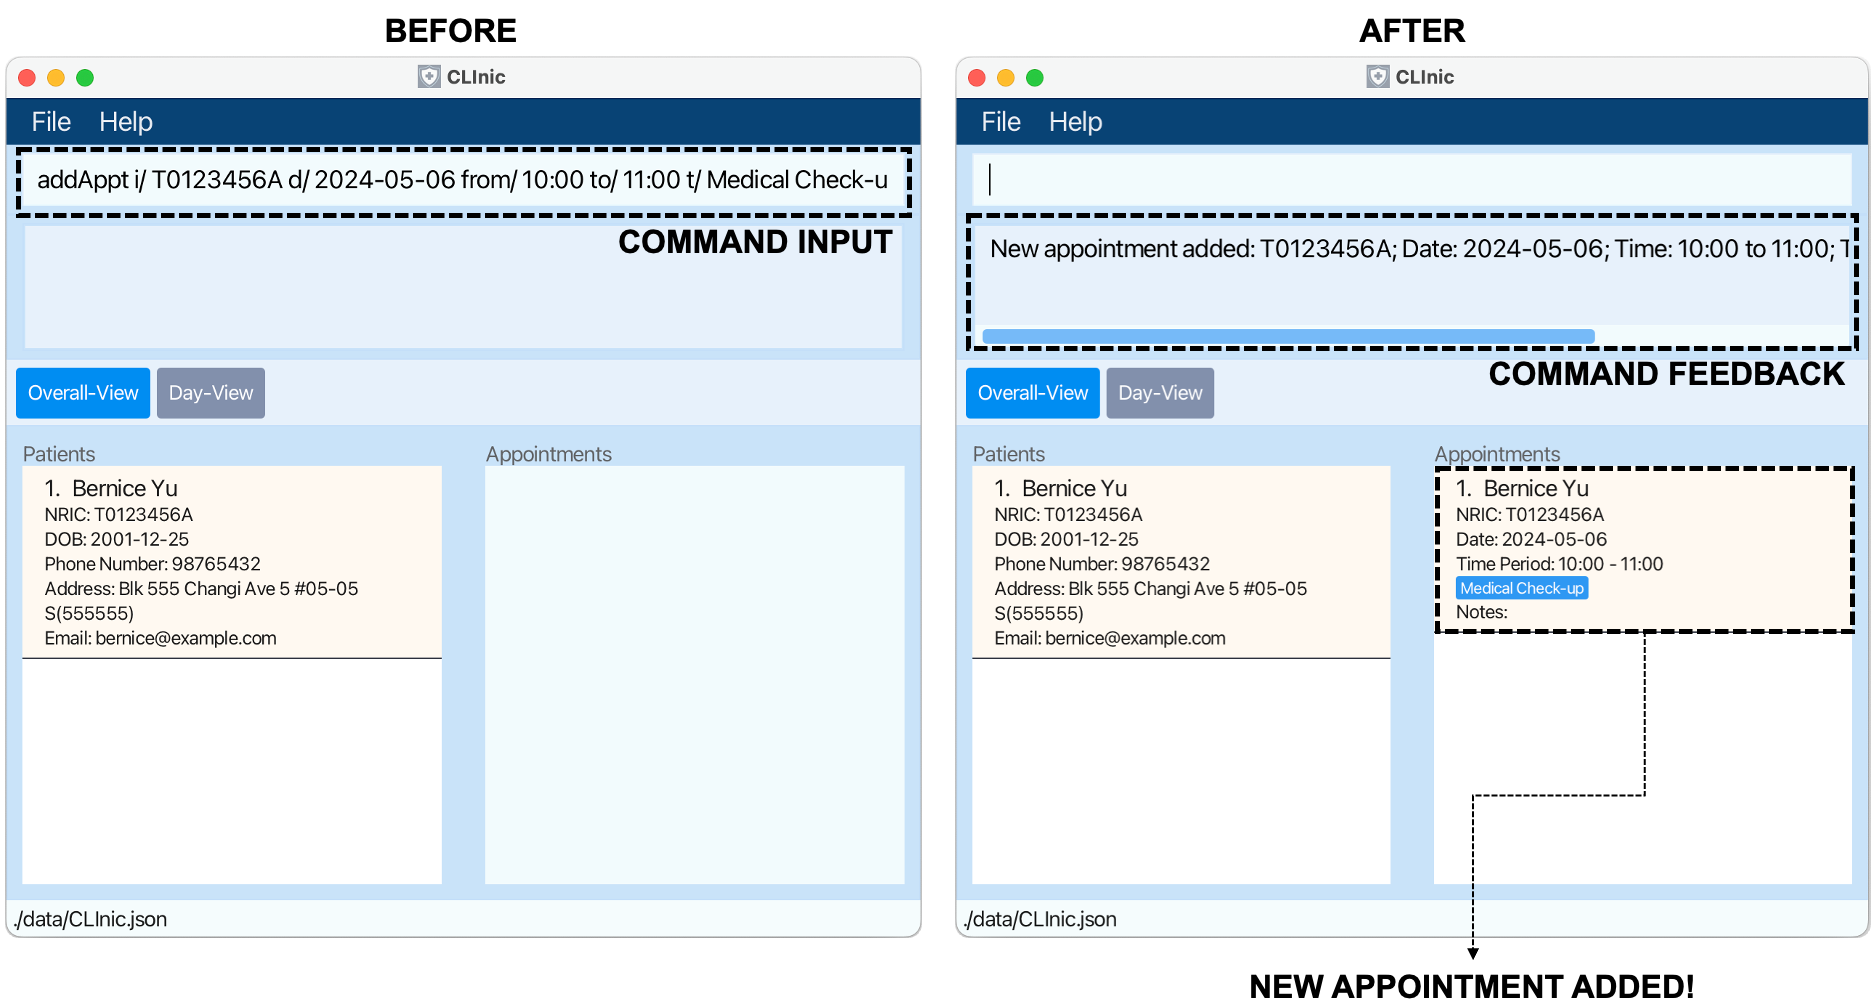 BEFORE
CLInic
File Help
addAppt i/ T0123456A d/ 2024-05-06 from/ 10:00 to/ 11:00 t/ Medical Check-u
COMMAND INPUT
Overall-View Day-View
Patients
1. Bernice Yu
NRIC: T0123456A
DOB: 2001-12-25
Phone Number: 98765432
Address: Blk 555 Changi Ave 5 #05-05
S(555555)
Email: bernice@example.com
Appointments
./data/CLInic.json
AFTER
CLInic
File Help
New appointment added: T0123456A; Date: 2024-05-06; Time: 10:00 to 11:00; T
COMMAND FEEDBACK
Overall-View Day-View
Patients
1. Bernice Yu
NRIC: T0123456A
DOB: 2001-12-25
Phone Number: 98765432
Address: Blk 555 Changi Ave 5 #05-05
S(555555)
Email: bernice@example.com
Appointments
1. Bernice Yu
NRIC: T0123456A
Date: 2024-05-06
Time Period: 10:00 - 11:00
Medical Check-up
Notes:
./data/CLInic.json
NEW APPOINTMENT ADDED!